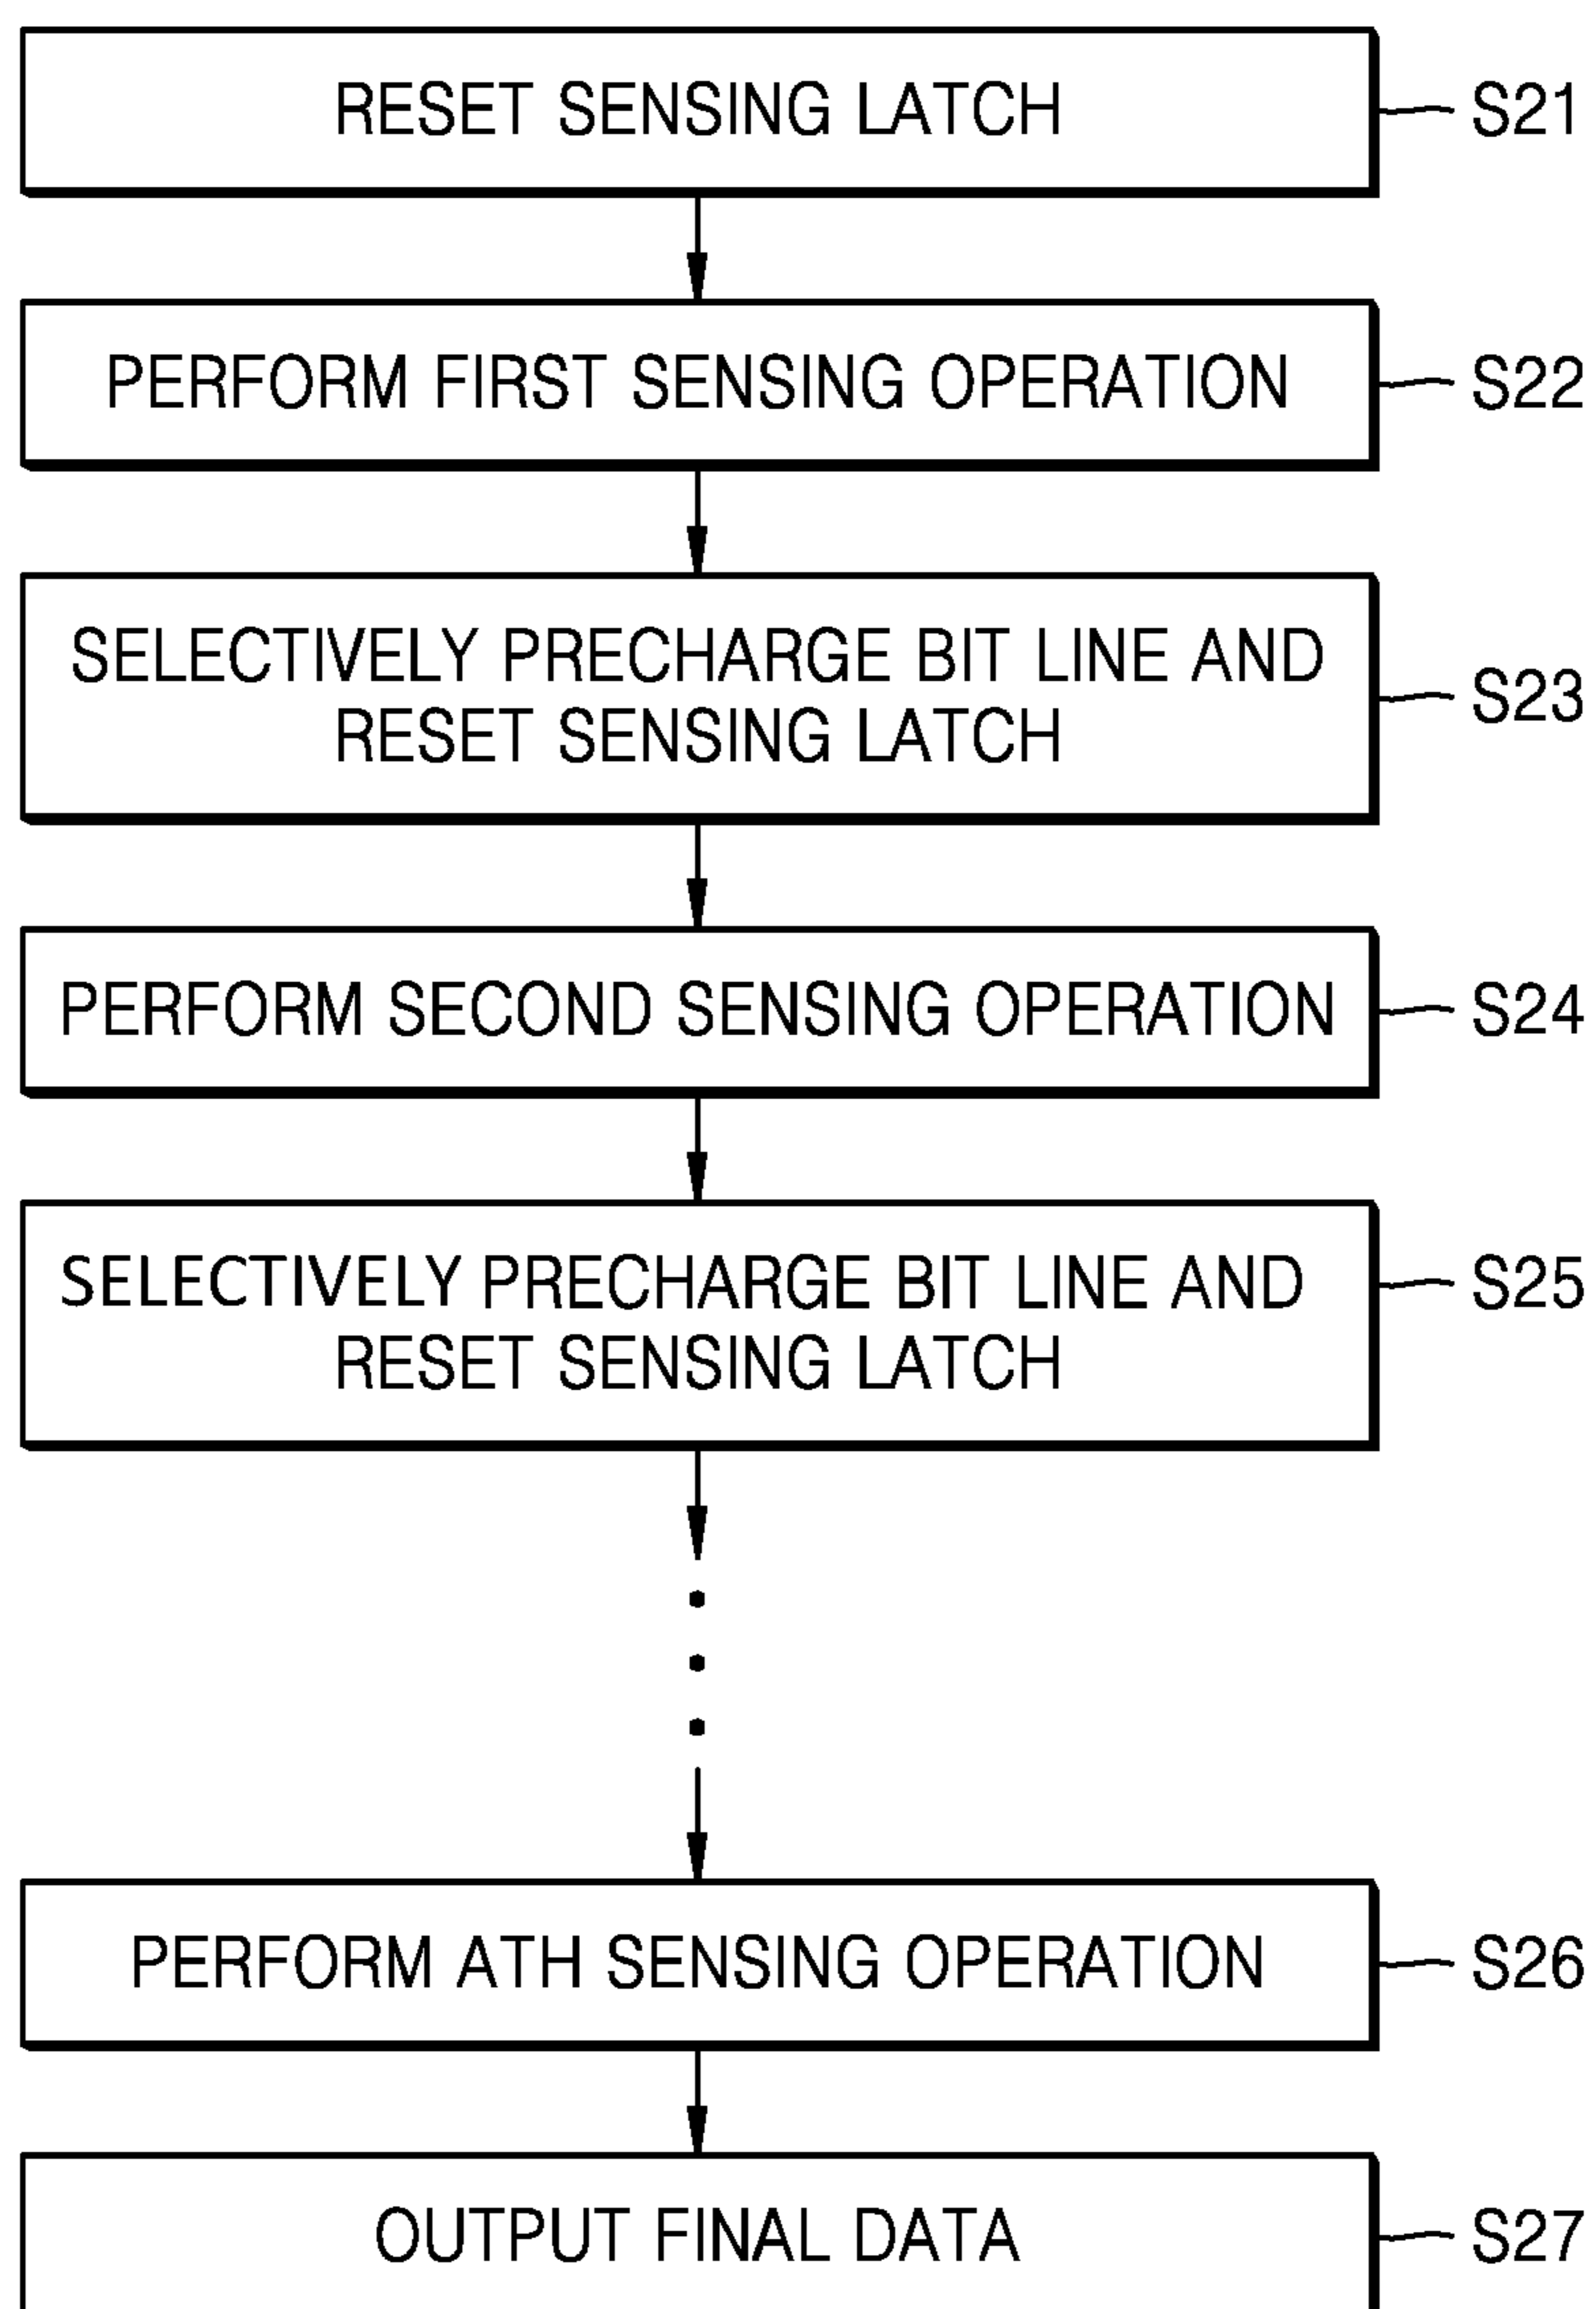 RESET SENSING LATCH
S21
PERFORM FIRST SENSING OPERATION
S22
SELECTIVELY PRECHARGE BIT LINE AND
RESET SENSING LATCH
S23
PERFORM SECOND SENSING OPERATION
S24
SELECTIVELY PRECHARGE BIT LINE AND
RESET SENSING LATCH
S25
PERFORM ATH SENSING OPERATION
S26
OUTPUT FINAL DATA
S27